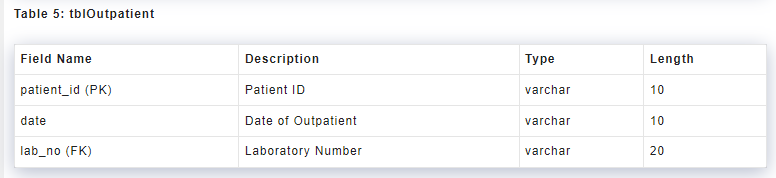 Table 5: tblOutpatient
Field Name Description Type Length
patient_id (PK) Patient ID varchar 10
date Date of Outpatient varchar 10
lab_no (FK) Laboratory Number varchar 20